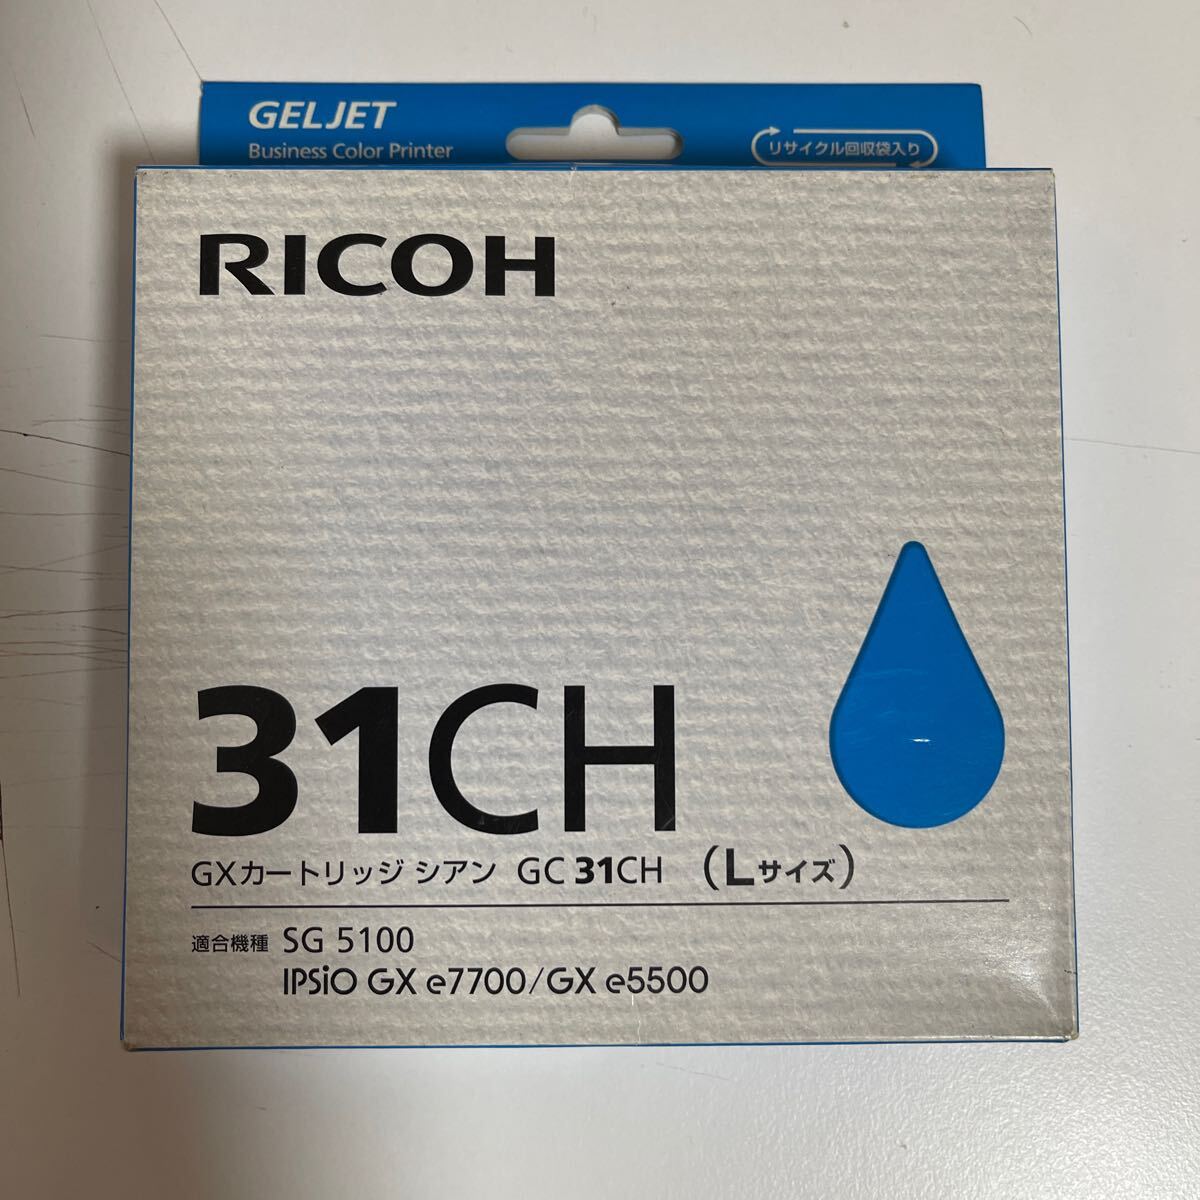 GELJET
Business Color Printer
リサイクル回収袋入り
RICOH
31CH
GXカートリッジ シアン GC 31CH (Lサイズ)
適合機種 SG 5100
IPSiO GX e7700/GX e5500